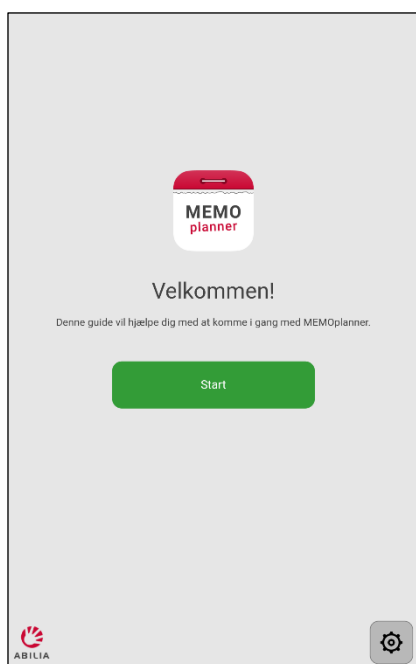 MEMO
planner
Velkommen!
Denne guide vil hjælpe dig med at komme i gang med MEMOplanner.
Start
ABILIA